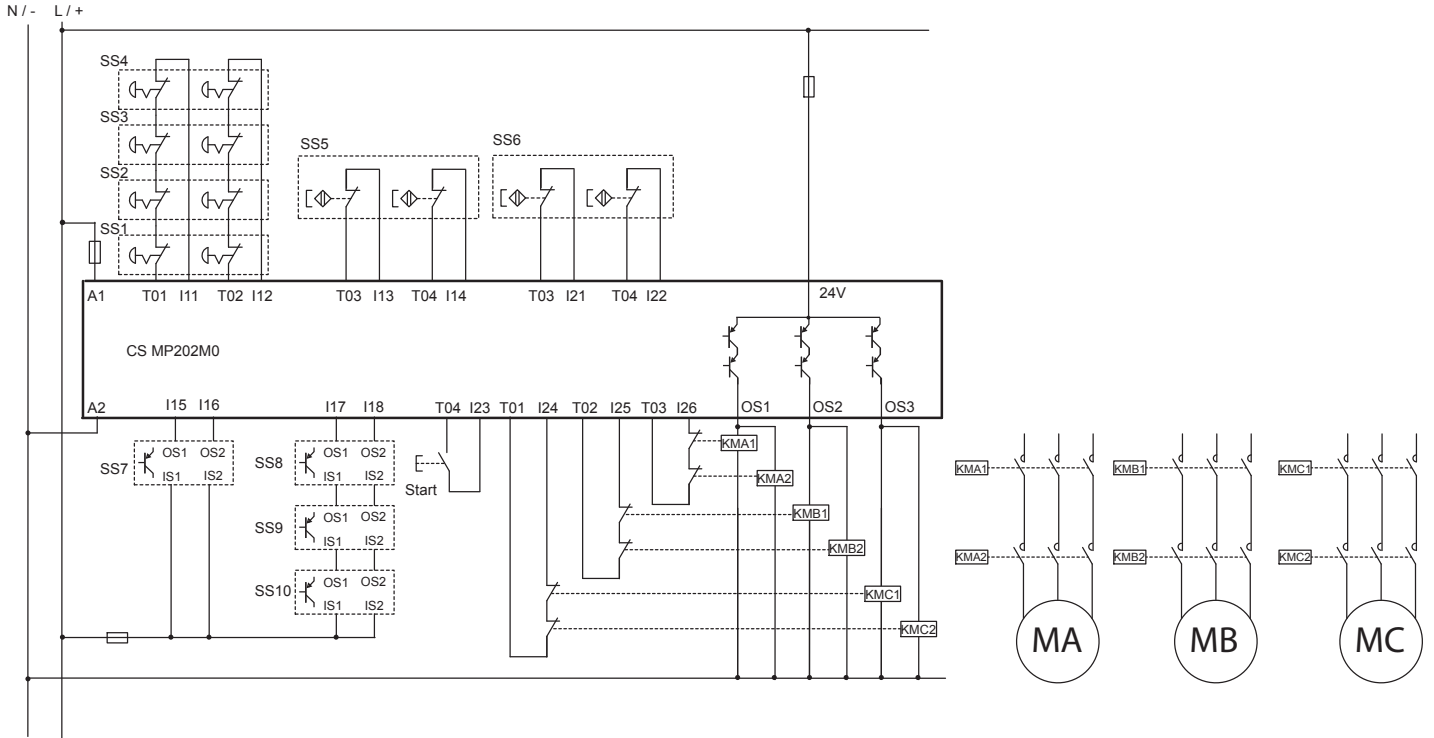 N / - L / +
SS4
SS3
SS2
SS1
SS5
SS6
A1 T01 I11 T02 I12 T03 I13 T04 I14 T03 I21 T04 I22 24V
CS MP202M0
A2 I15 I16 I17 I18 T04 I23 T01 I24 T02 I25 T03 I26 OS1 OS2 OS3
SS7 OS1 OS2
IS1 IS2
SS8 OS1 OS2
IS1 IS2
SS9 OS1 OS2
IS1 IS2
SS10 OS1 OS2
IS1 IS2
Start
KMA1
KMA2
KMB1
KMB2
KMC1
KMC2
KMA1 KMB1 KMC1
KMA2 KMB2 KMC2
MA MB MC